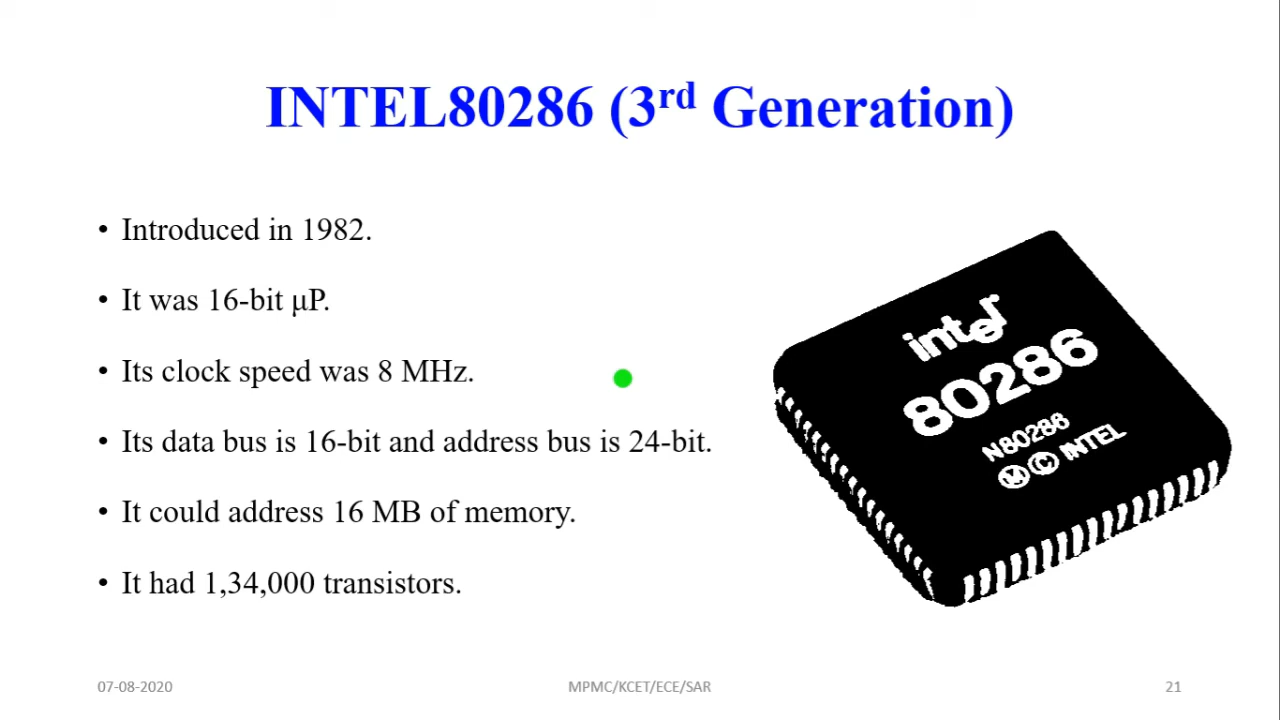 INTEL80286 (3rd Generation)
• Introduced in 1982.
• It was 16-bit µP.
• Its clock speed was 8 MHz.
• Its data bus is 16-bit and address bus is 24-bit.
• It could address 16 MB of memory.
• It had 1,34,000 transistors.
intel
80286
N80286
Ⓜ © INTEL
07-08-2020
MPMC/KCET/ECE/SAR
21